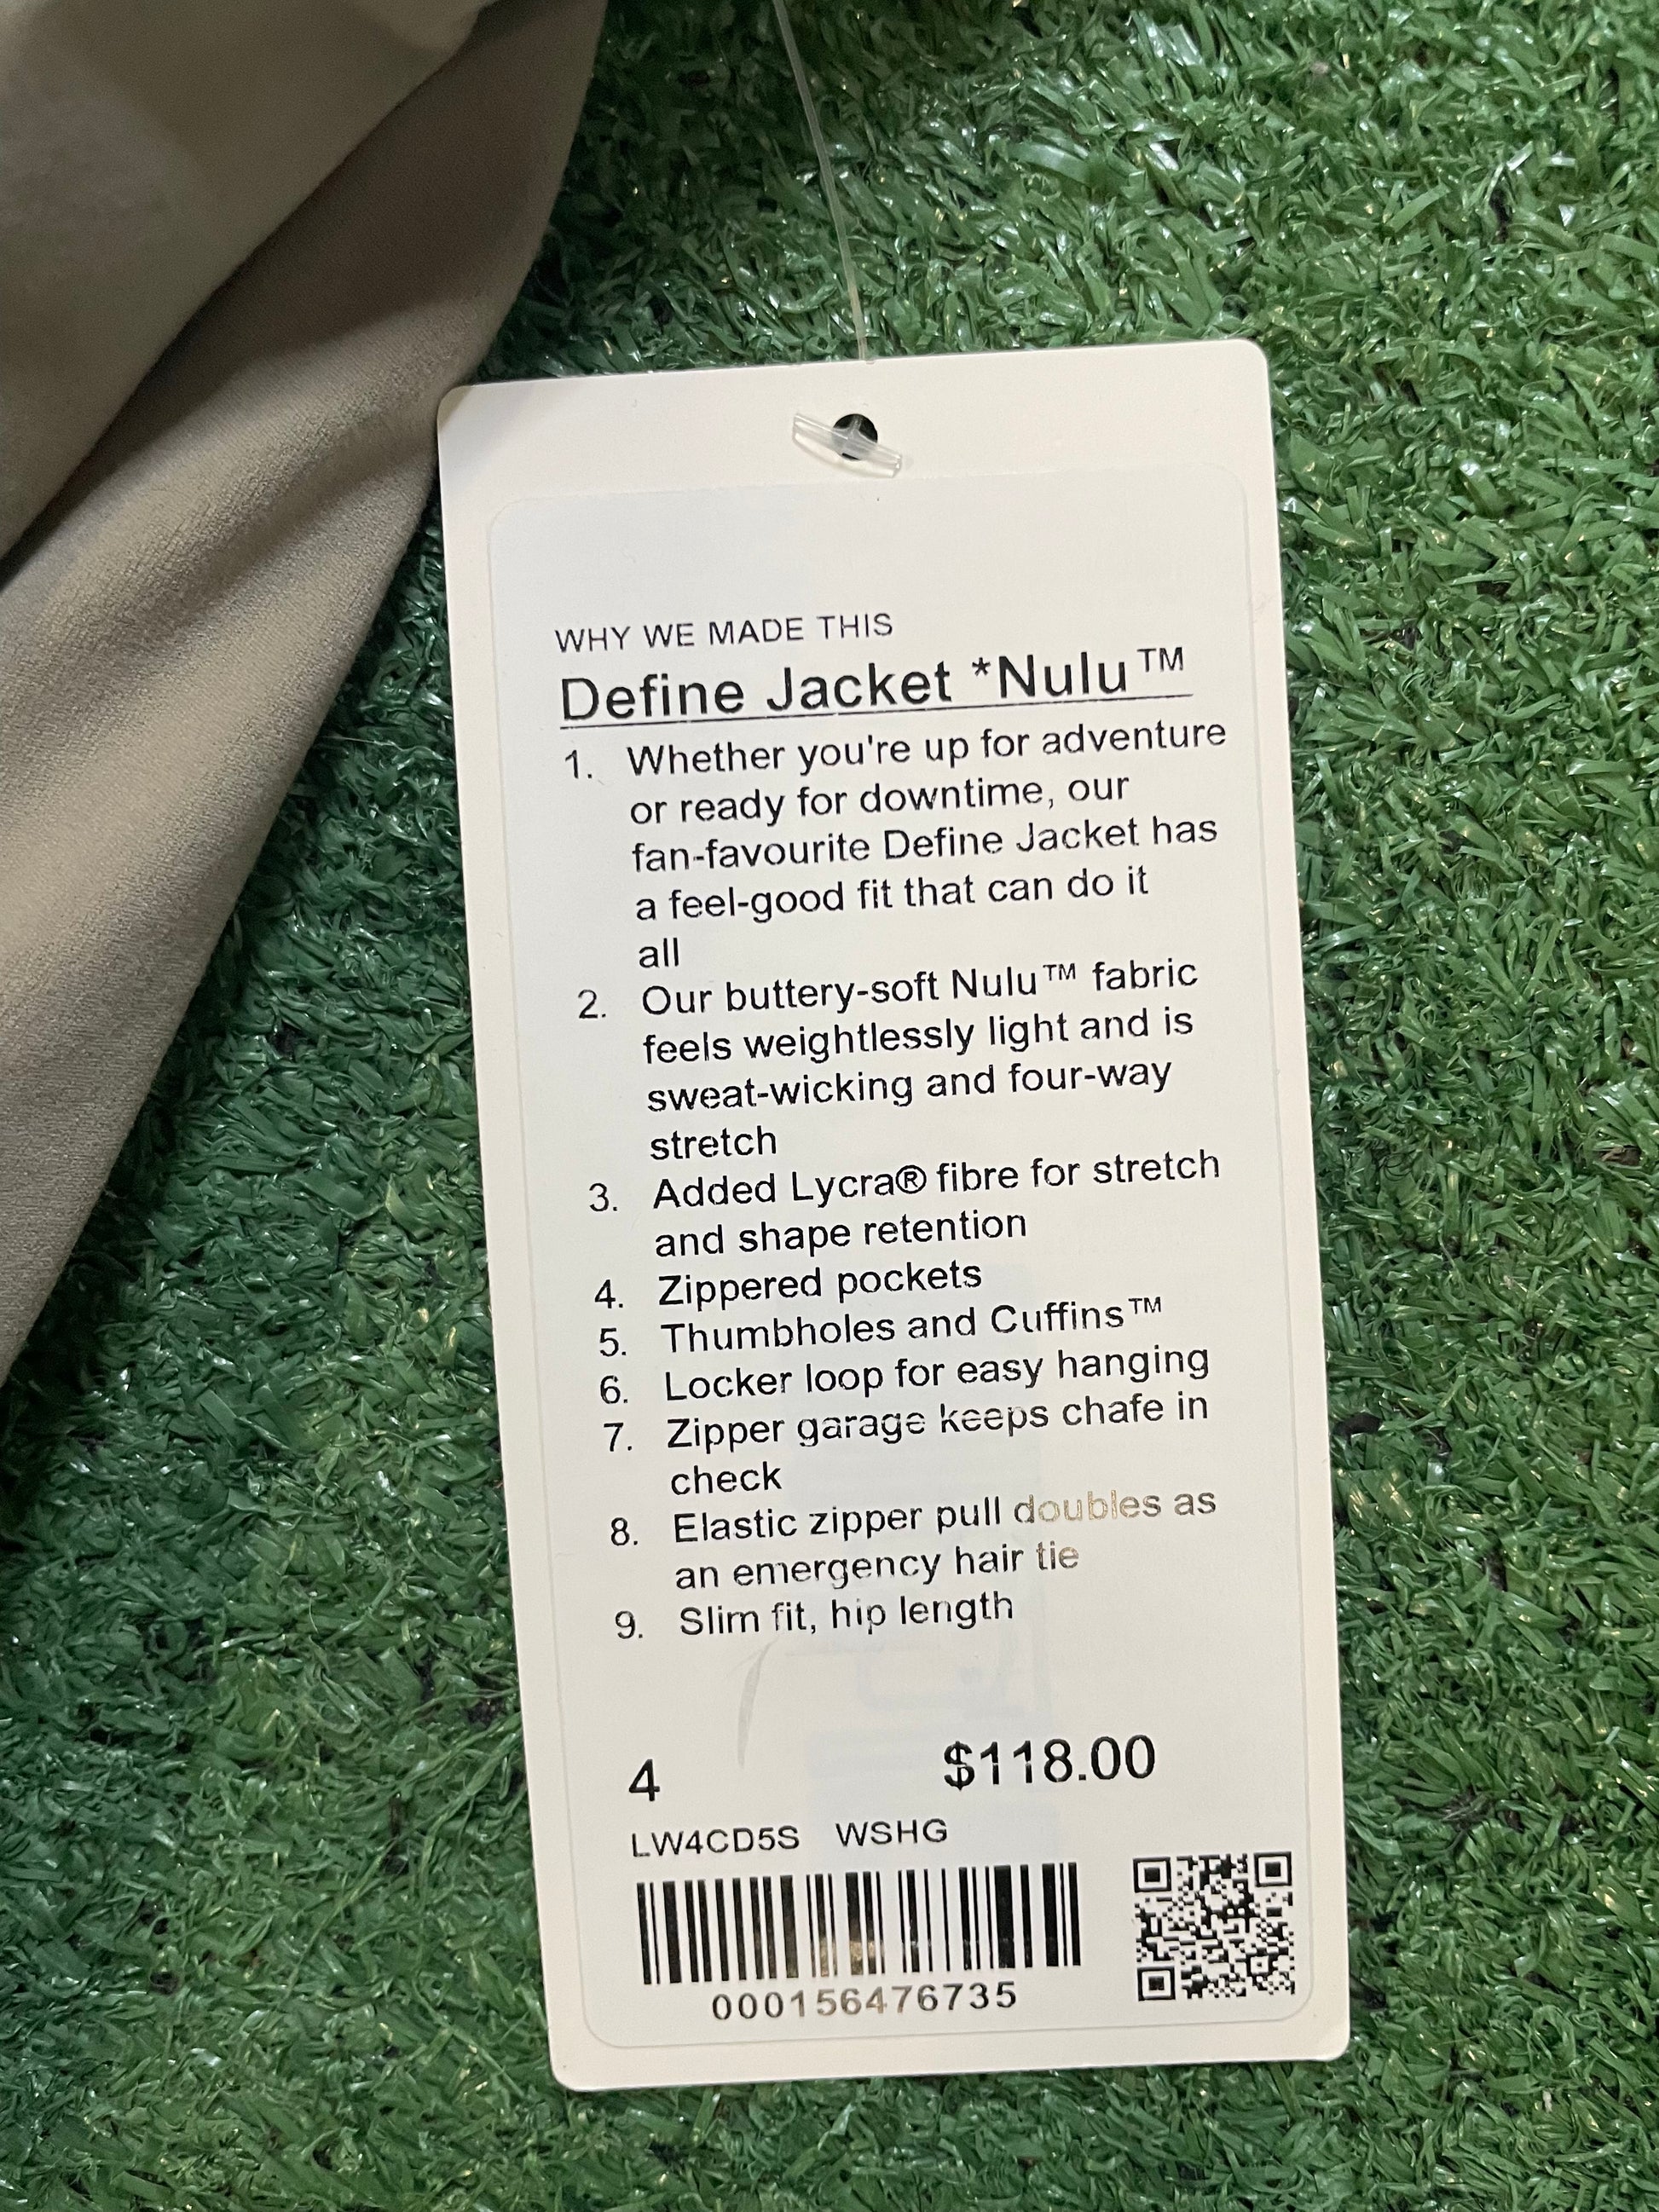 WHY WE MADE THIS
Define Jacket *Nulu™
1. Whether you're up for adventure
or ready for downtime, our
fan-favourite Define Jacket has
a feel-good fit that can do it
all
2. Our buttery-soft Nulu™ fabric
feels weightlessly light and is
sweat-wicking and four-way
stretch
3. Added Lycra® fibre for stretch
and shape retention
4. Zippered pockets
5. Thumbholes and Cuffins™
6. Locker loop for easy hanging
7. Zipper garage keeps chafe in
check
8. Elastic zipper pull doubles as
an emergency hair tie
9. Slim fit, hip length
4 $118.00
LW4CD5S WSHG
000156476735